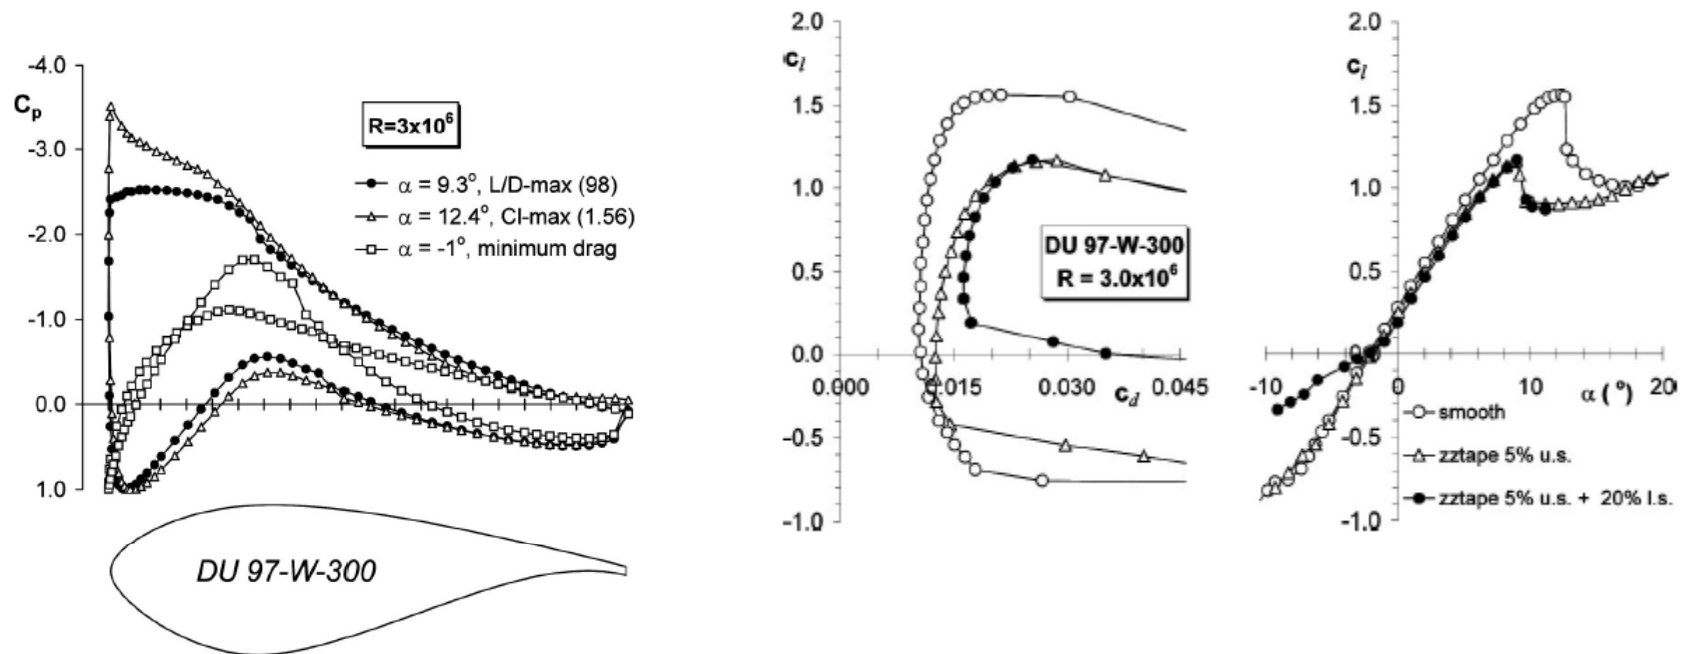 -4.0
Cp
-3.0
-2.0
-1.0
0.0
1.0
R=3x10⁶
α = 9.3°, L/D-max (98)
α = 12.4°, Cl-max (1.56)
α = -1°, minimum drag
DU 97-W-300
2.0
cl
1.5
1.0
0.5
0.0
-0.5
-1.0
0.000
0.015
0.030
0.045
cd
DU 97-W-300
R = 3.0x10⁶
2.0
cl
1.5
1.0
0.5
0.0
-0.5
-1.0
-10
0
10
20
α (°)
smooth
zztape 5% u.s.
zztape 5% u.s. + 20% l.s.